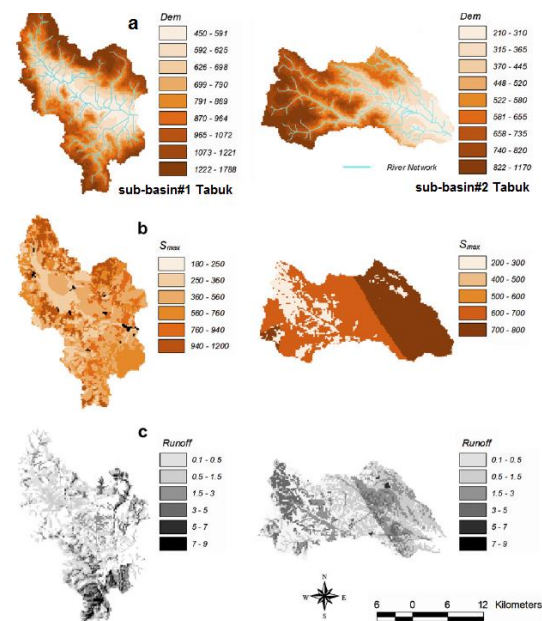 a
Dem
450 - 591
592 - 625
626 - 698
699 - 790
791 - 869
870 - 964
965 - 1072
1073 - 1221
1222 - 1788
sub-basin#1 Tabuk
Dem
210 - 310
315 - 365
370 - 445
448 - 520
522 - 580
581 - 655
658 - 735
740 - 820
822 - 1170
River Network
sub-basin#2 Tabuk
b
Smax
180 - 250
250 - 360
360 - 560
560 - 760
760 - 940
940 - 1200
Smax
200 - 300
400 - 500
500 - 600
600 - 700
700 - 800
c
Runoff
0.1 - 0.5
0.5 - 1.5
1.5 - 3
3 - 5
5 - 7
7 - 9
Runoff
0.1 - 0.5
0.5 - 1.5
1.5 - 3
3 - 5
5 - 7
7 - 9
N
W E
S
6 0 6 12 Kilometers